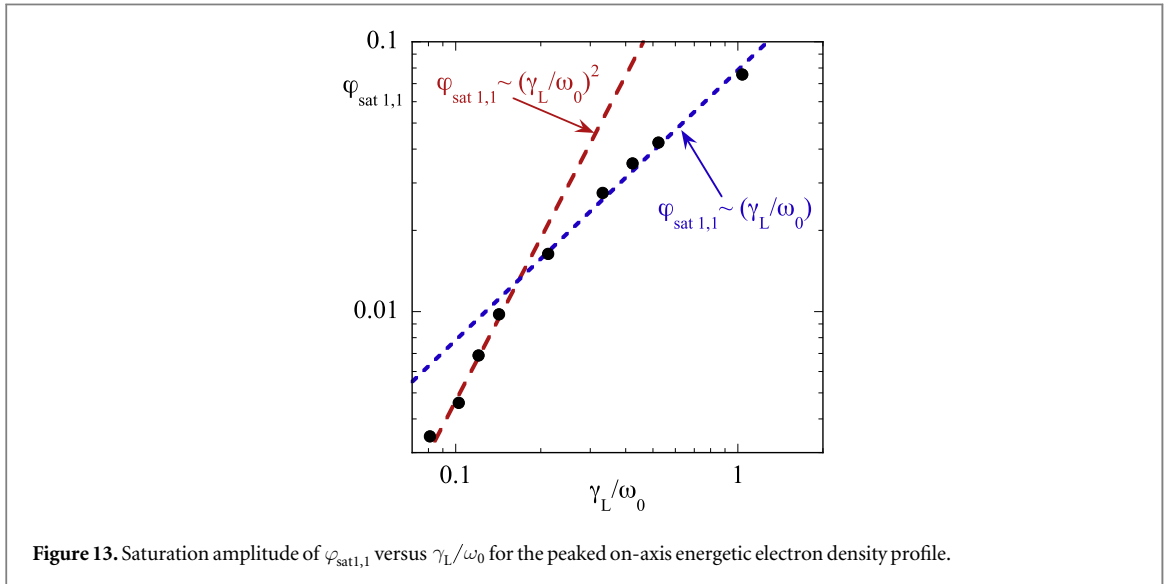 0.1
φsat 1,1
φsat 1,1~ (γL/ω0)2
φsat 1,1~ (γL/ω0)
0.01
0.1
1
γL/ω0
Figure 13. Saturation amplitude of φsat1,1 versus γL/ω0 for the peaked on-axis energetic electron density profile.